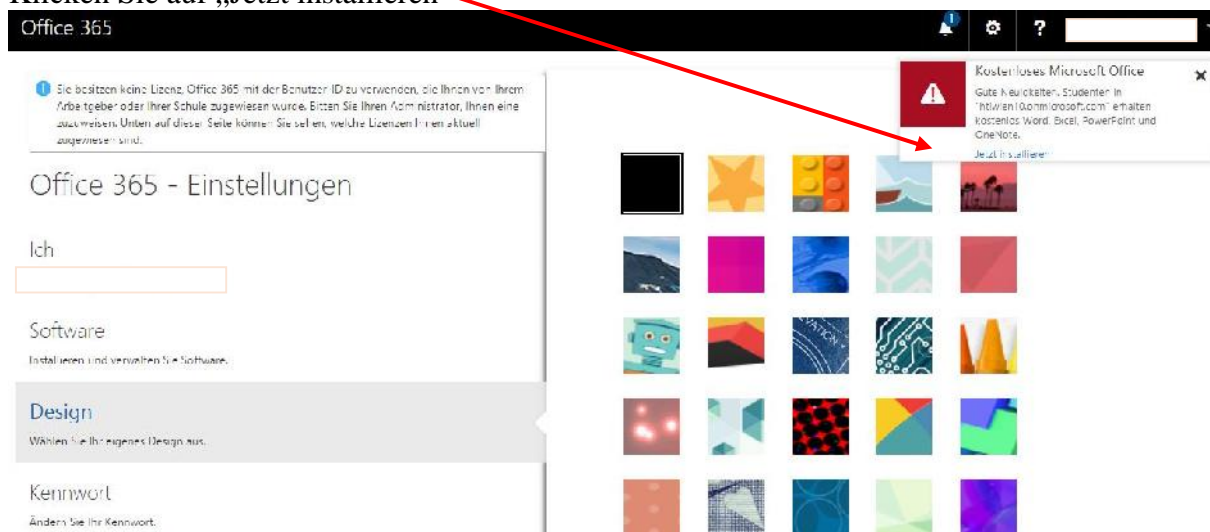 Klicken Sie auf „Jetzt installieren“
Office 365
1
?
Sie besitzen keine Lizenz, Office 365 mit der Benutzer ID zu verwenden, die Ihnen von Ihrem
Arbeitgeber oder Ihrer Schule zugewiesen wurde. Bitten Sie Ihren Administrator, Ihnen eine
zuzuweisen. Unten auf dieser Seite können Sie sehen, welche Lizenzen Ihnen aktuell
zugewiesen sind.
Kostenloses Microsoft Office
Gute Neuigkeiten. Studenten in
erhalten
kostenlos Word, Excel, PowerPoint und
OneNote.
Jetzt installieren
Office 365 - Einstellungen
Ich
Software
Installieren und verwalten Sie Software.
Design
Wählen Sie Ihr eigenes Design aus.
Kennwort
Ändern Sie Ihr Kennwort.